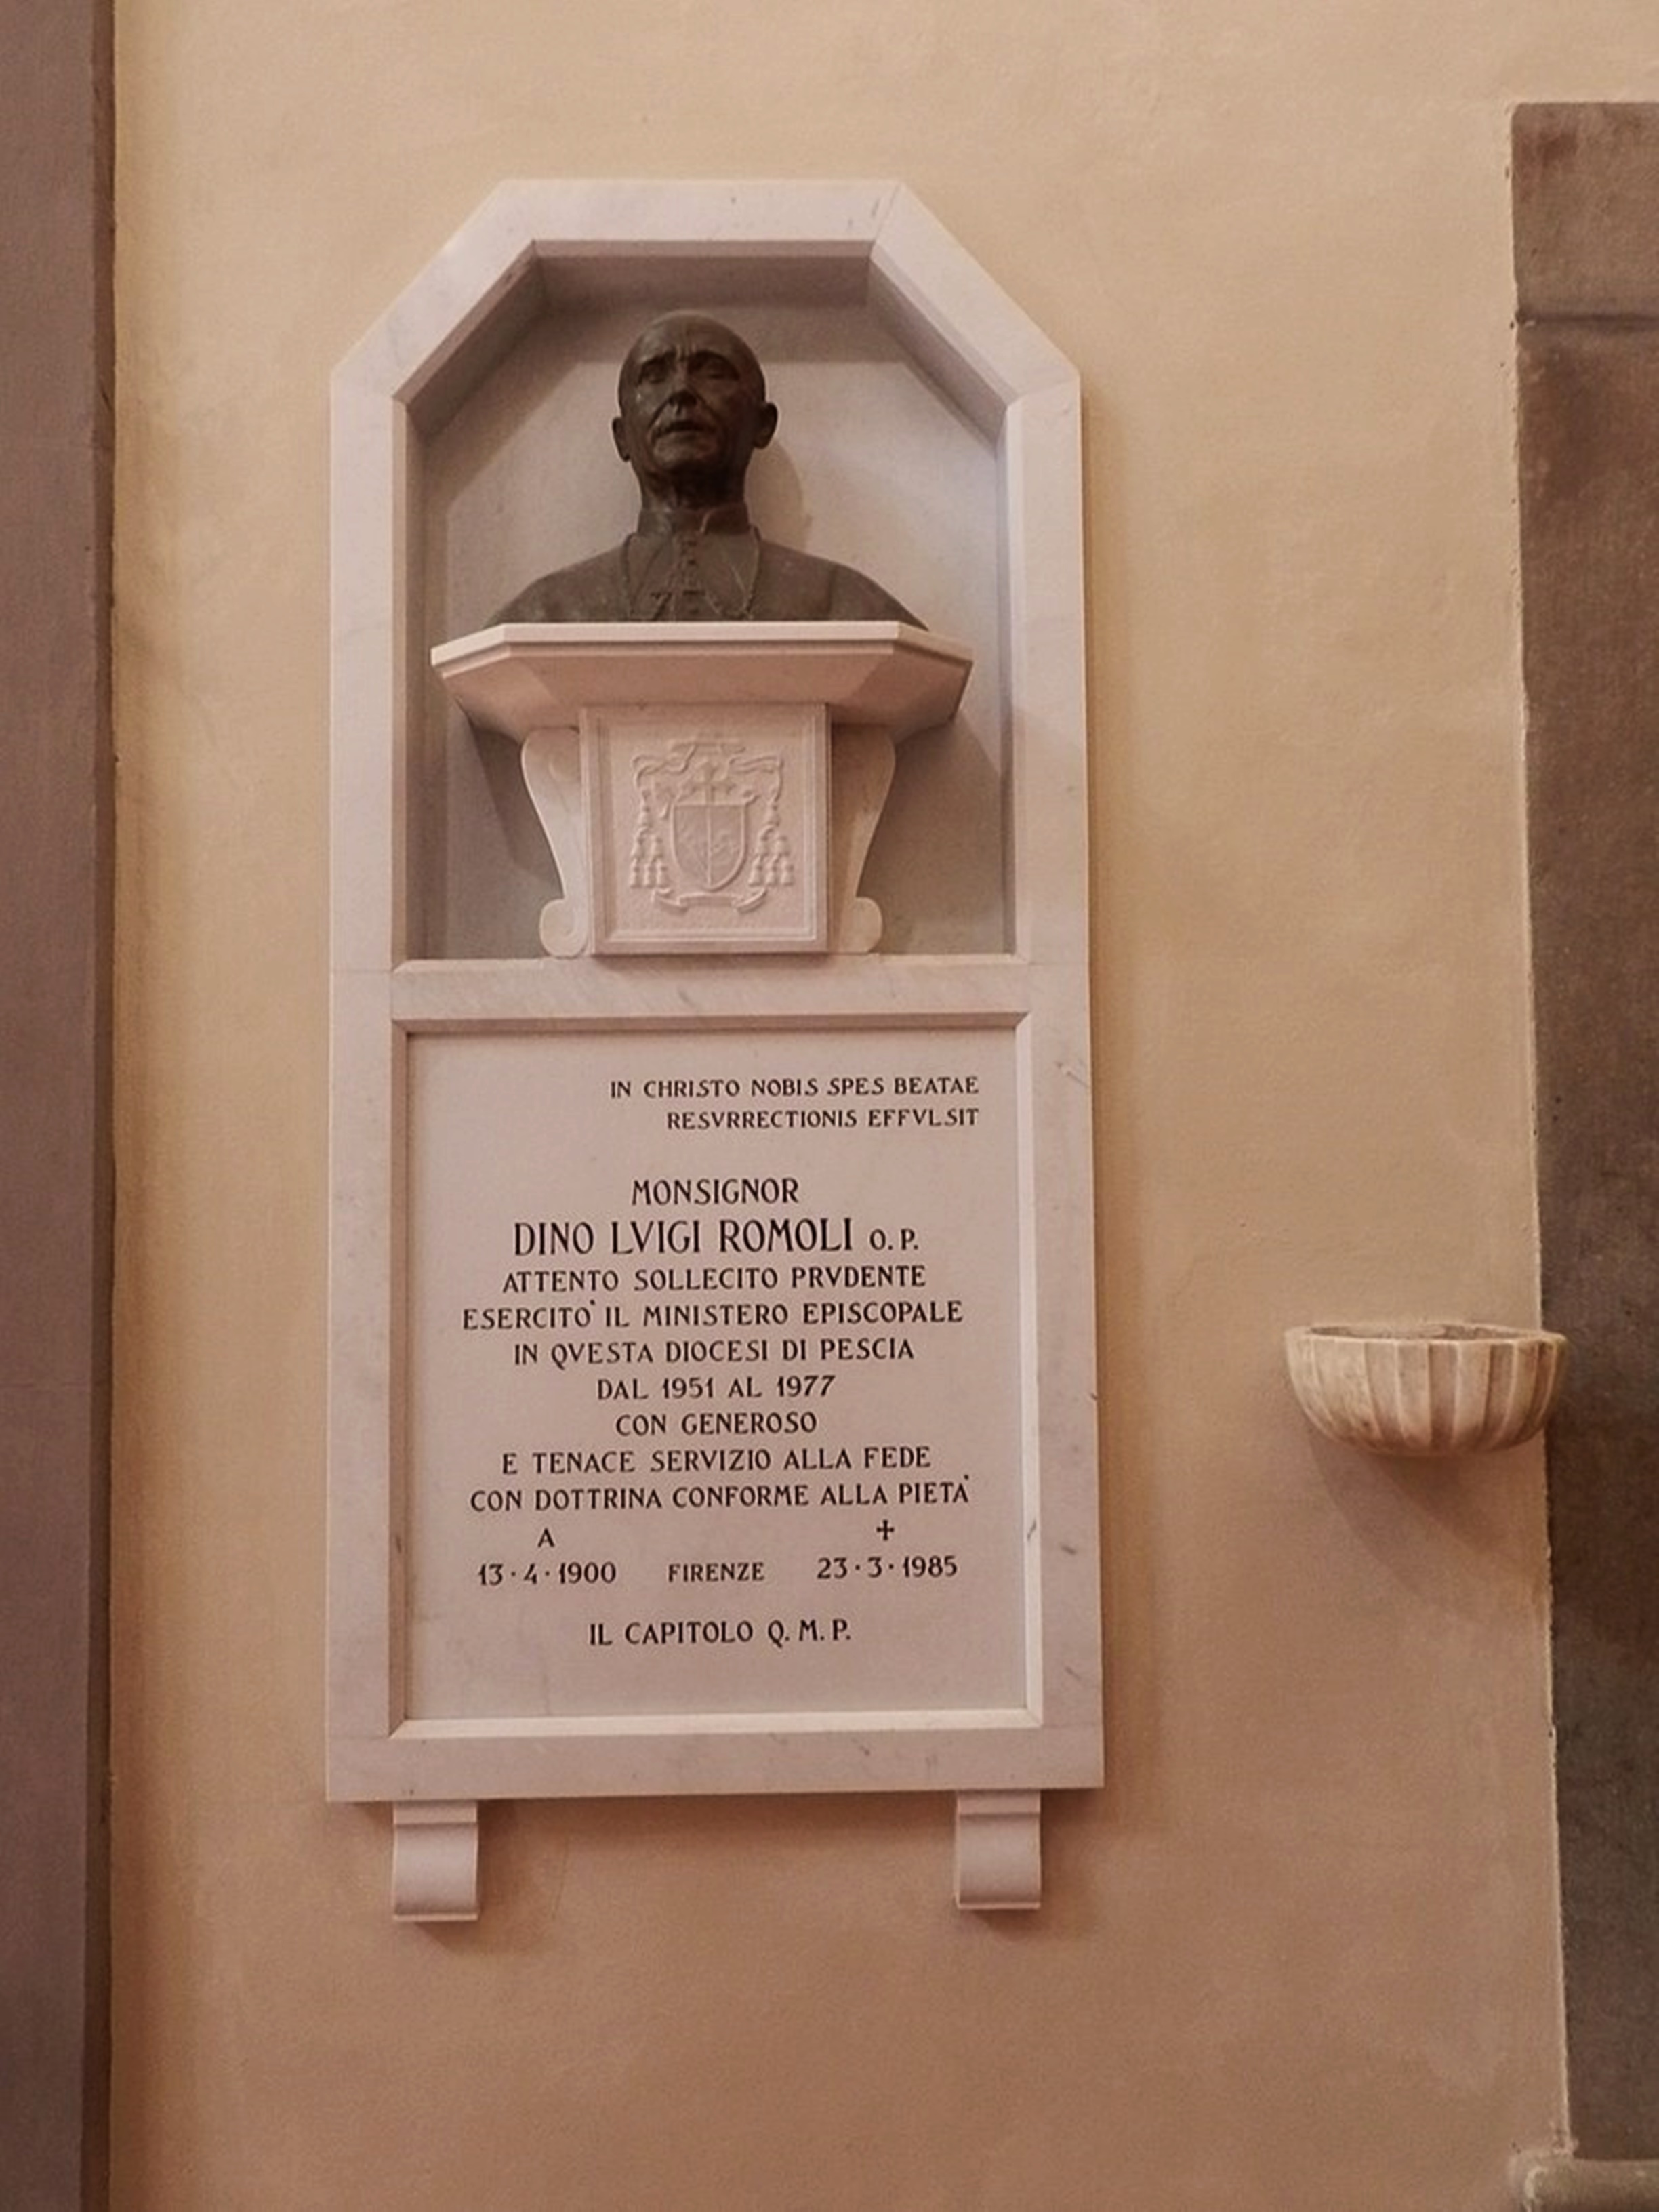 IN CHRISTO NOBIS SPES BEATAE
RESVRRECTIONIS EFFVLSIT
MONSIGNOR
DINO LVIGI ROMOLI O.P.
ATTENTO SOLLECITO PRVDENTE
ESERCITO' IL MINISTERO EPISCOPALE
IN QVESTA DIOCESI DI PESCIA
DAL 1951 AL 1977
CON GENEROSO
E TENACE SERVIZIO ALLA FEDE
CON DOTTRINA CONFORME ALLA PIETA'
A ✝
13·4·1900 FIRENZE 23·3·1985
IL CAPITOLO Q.M.P.